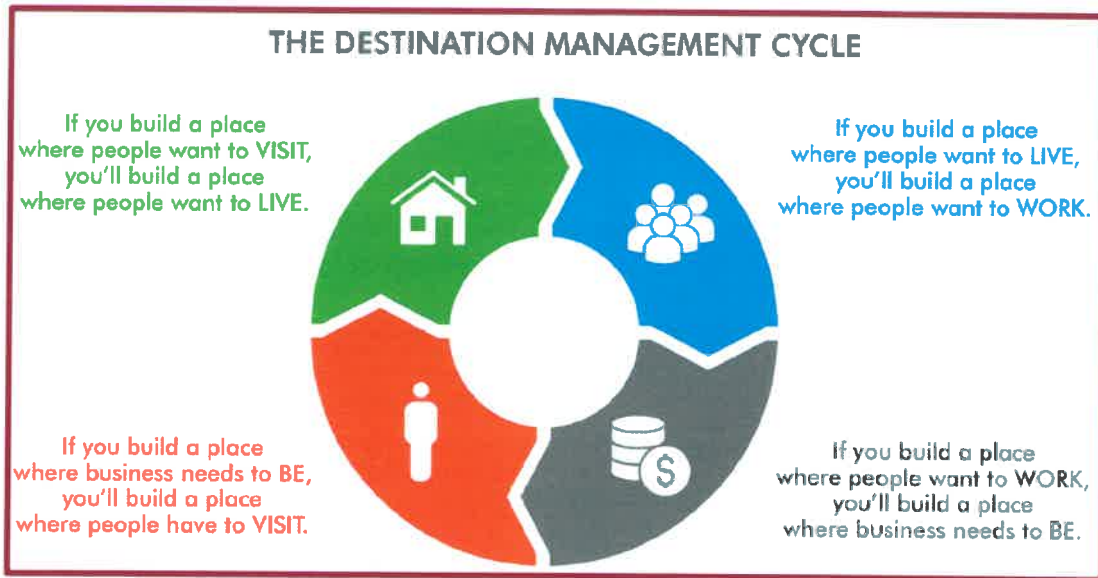 THE DESTINATION MANAGEMENT CYCLE
If you build a place
where people want to VISIT,
you'll build a place
where people want to LIVE.
If you build a place
where people want to LIVE,
you'll build a place
where people want to WORK.
If you build a place
where business needs to BE,
you'll build a place
where people have to VISIT.
If you build a place
where people want to WORK,
you'll build a place
where business needs to BE.
$